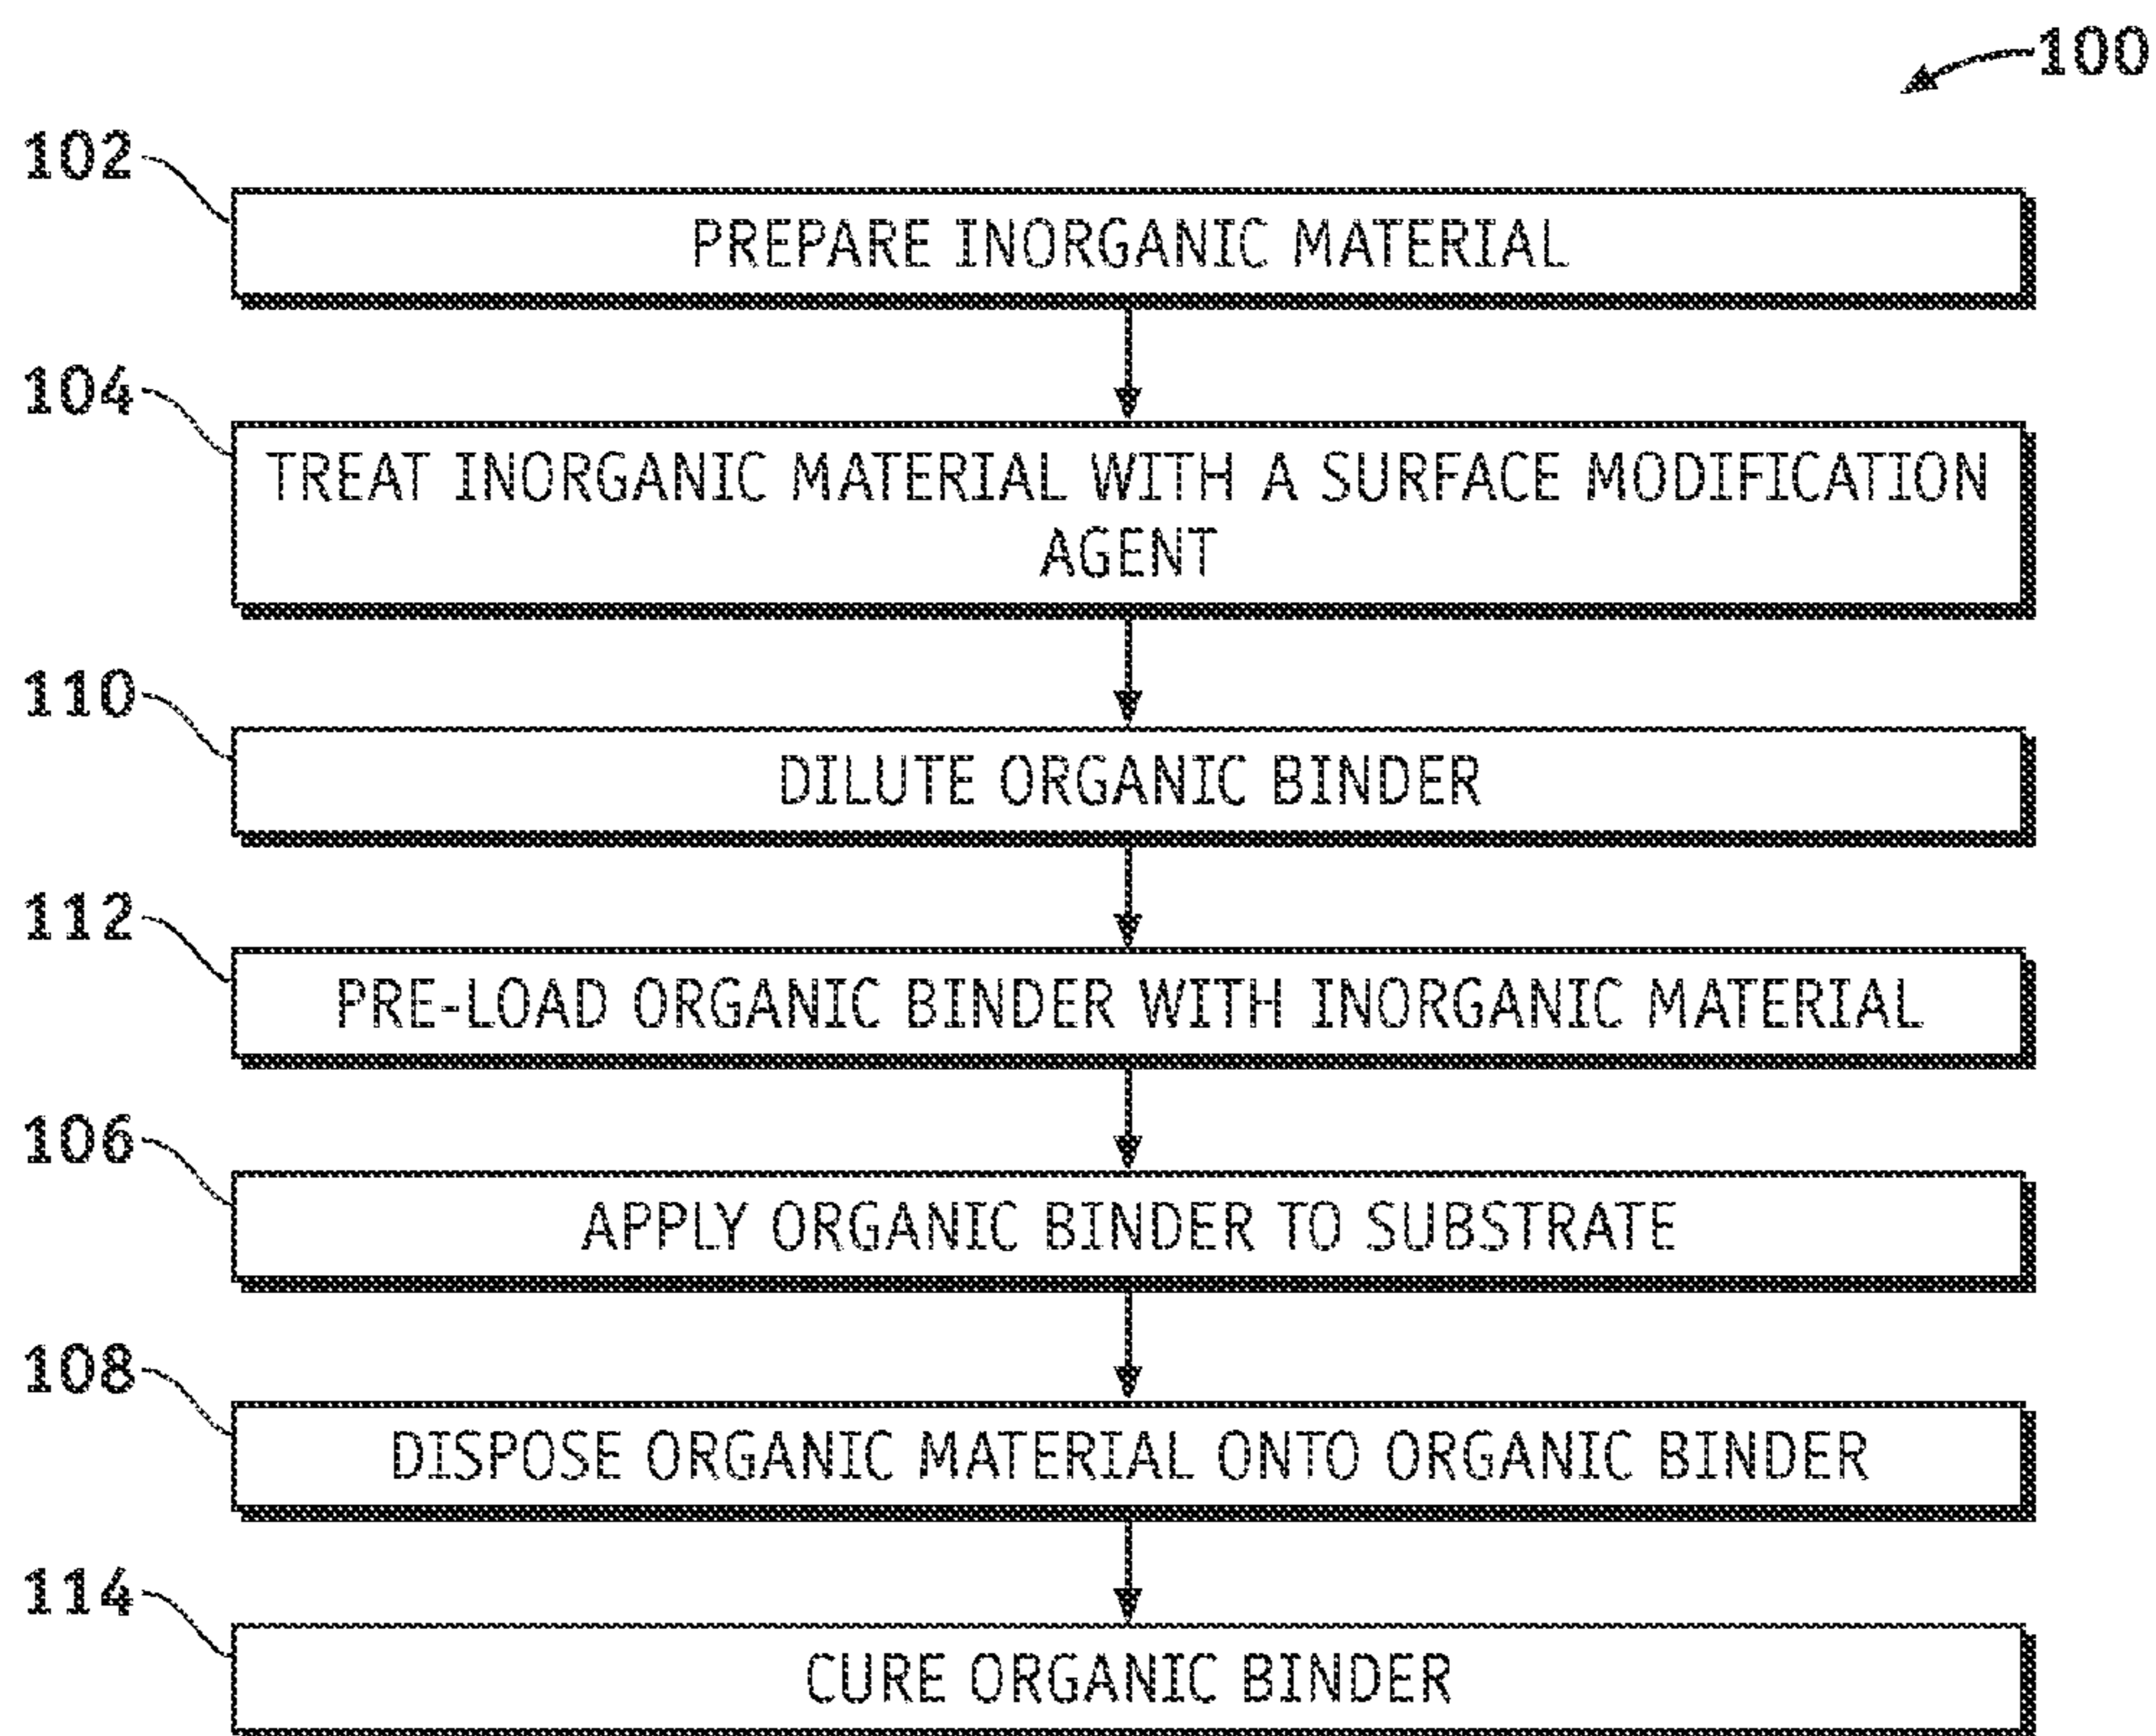 100
102
PREPARE INORGANIC MATERIAL
104
TREAT INORGANIC MATERIAL WITH A SURFACE MODIFICATION
AGENT
110
DILUTE ORGANIC BINDER
112
PRE-LOAD ORGANIC BINDER WITH INORGANIC MATERIAL
106
APPLY ORGANIC BINDER TO SUBSTRATE
108
DISPOSE ORGANIC MATERIAL ONTO ORGANIC BINDER
114
CURE ORGANIC BINDER